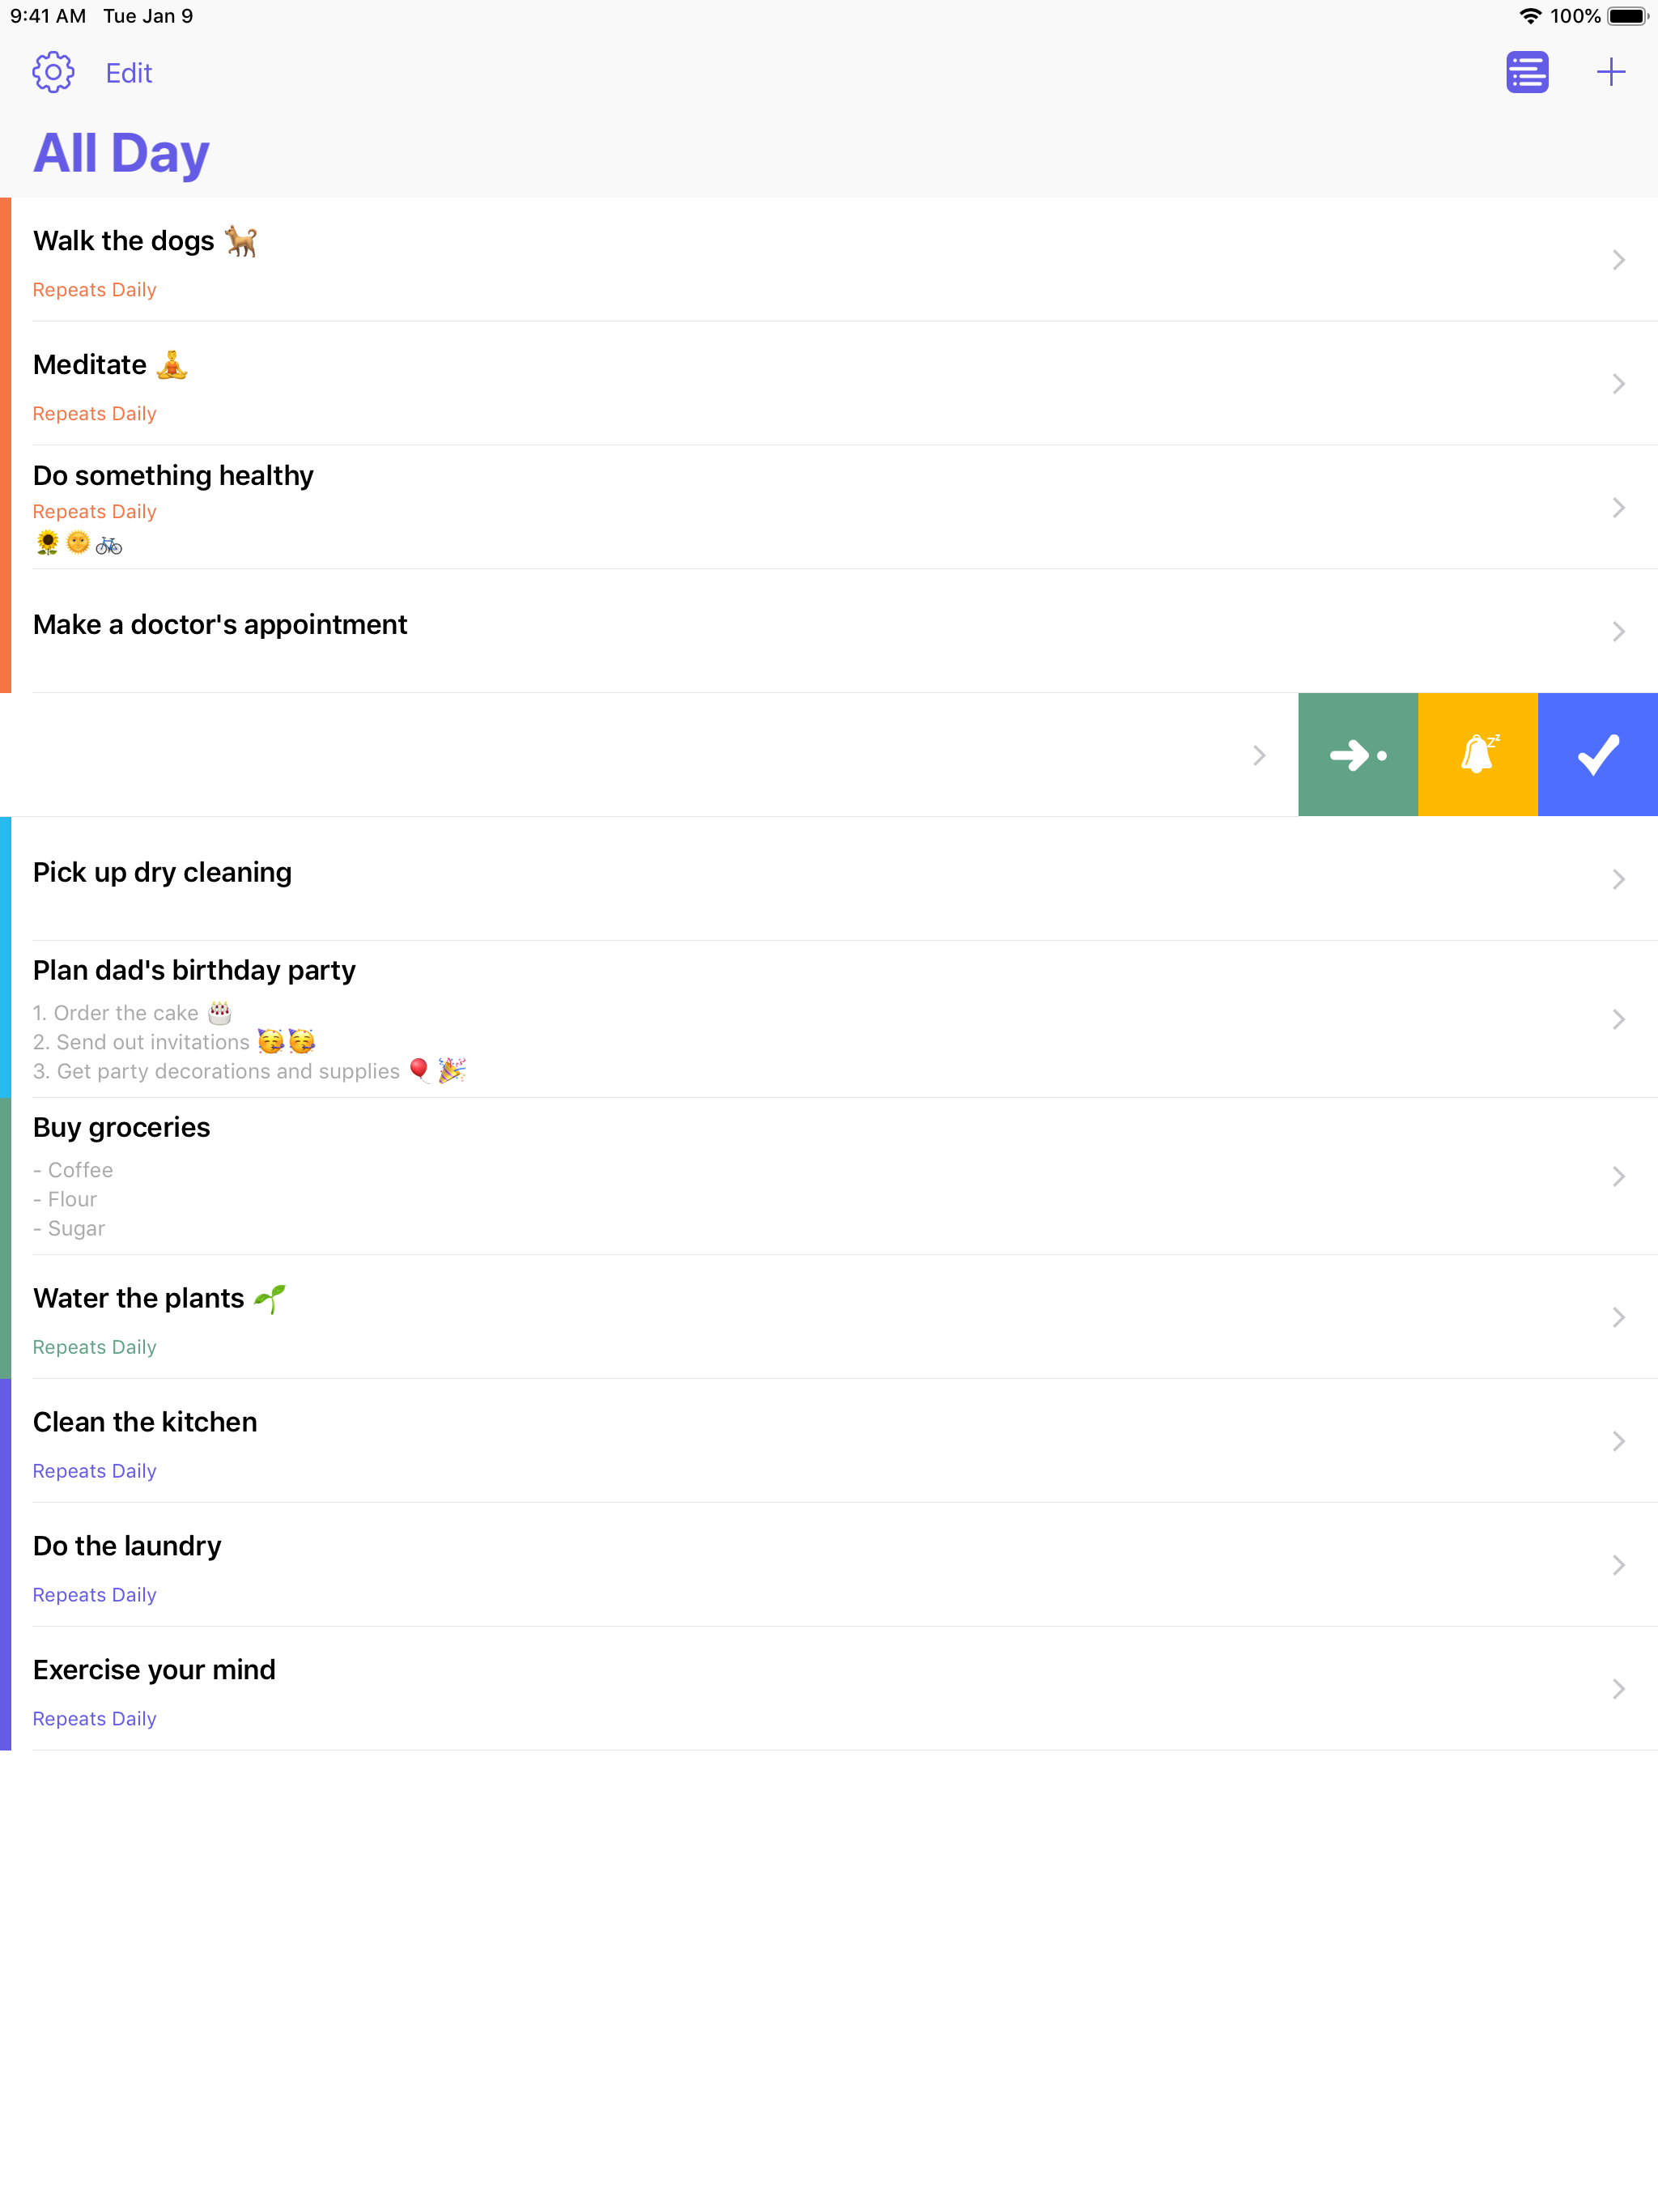 9:41 AM Tue Jan 9 100%
Edit
All Day
Walk the dogs 🐕
Repeats Daily
Meditate 🧘
Repeats Daily
Do something healthy
Repeats Daily
🌻🌞🚲
Make a doctor's appointment
Pick up dry cleaning
Plan dad's birthday party
1. Order the cake 🎂
2. Send out invitations 🥳🥳
3. Get party decorations and supplies 🎈🎉
Buy groceries
- Coffee
- Flour
- Sugar
Water the plants 🌱
Repeats Daily
Clean the kitchen
Repeats Daily
Do the laundry
Repeats Daily
Exercise your mind
Repeats Daily